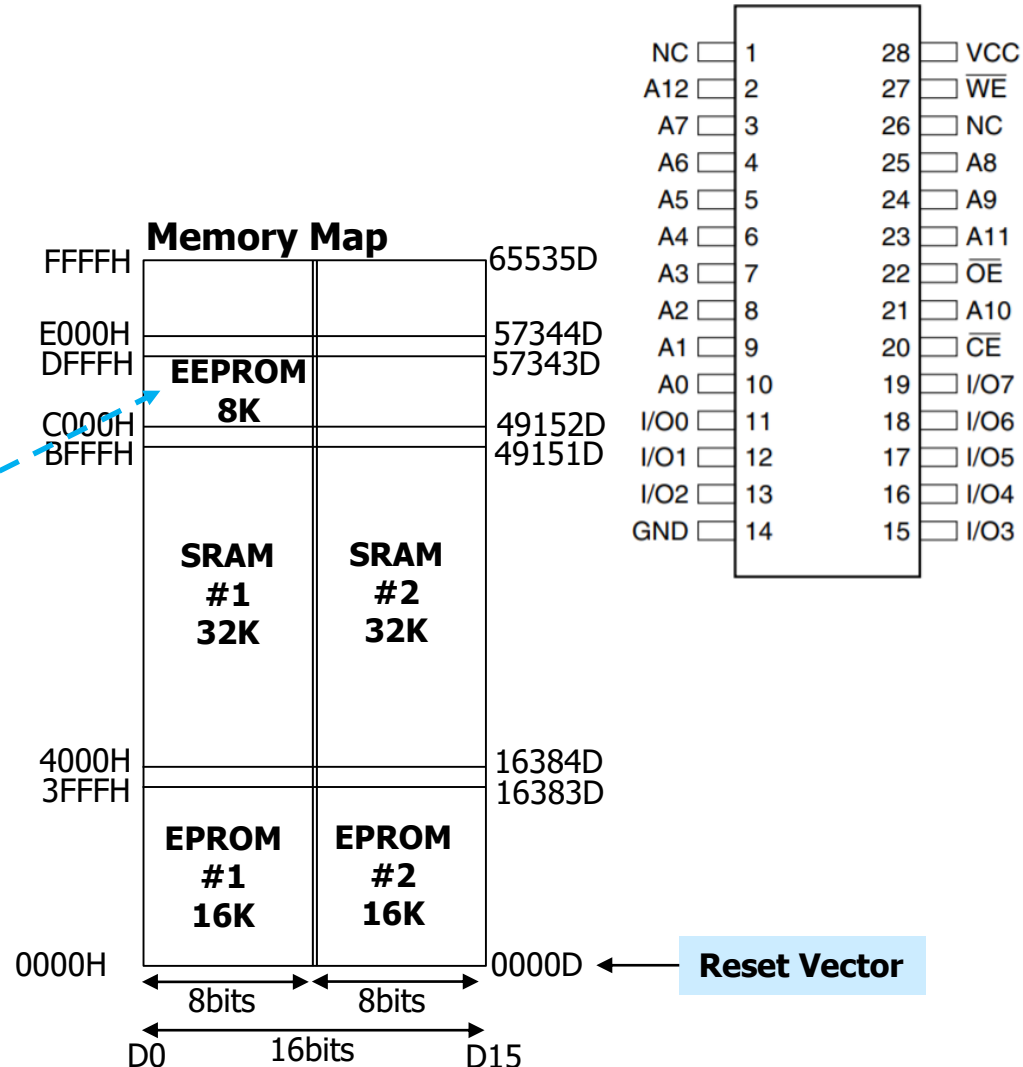 NC 1 28 VCC
A12 2 27 WE
A7 3 26 NC
A6 4 25 A8
A5 5 24 A9
A4 6 23 A11
A3 7 22 OE
A2 8 21 A10
A1 9 20 CE
A0 10 19 I/O7
I/O0 11 18 I/O6
I/O1 12 17 I/O5
I/O2 13 16 I/O4
GND 14 15 I/O3
Memory Map
FFFFH 65535D
E000H 57344D
DFFFH 57343D
EEPROM
8K
C000H 49152D
BFFFH 49151D
SRAM SRAM
#1 #2
32K 32K
4000H 16384D
3FFFH 16383D
EPROM EPROM
#1 #2
16K 16K
0000H 0000D Reset Vector
8bits 8bits
16bits
D0 D15